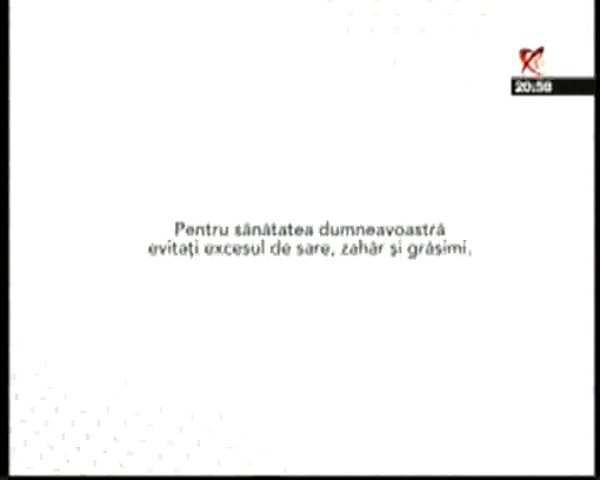 20:58
Pentru sănătatea dumneavoastră
evitați excesul de sare, zahăr și grăsimi.